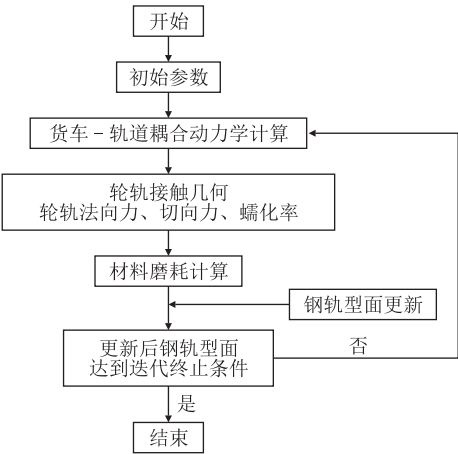 开始
初始参数
货车－轨道耦合动力学计算
轮轨接触几何
轮轨法向力、切向力、蠕化率
材料磨耗计算
钢轨型面更新
更新后钢轨型面
达到迭代终止条件
否
是
结束